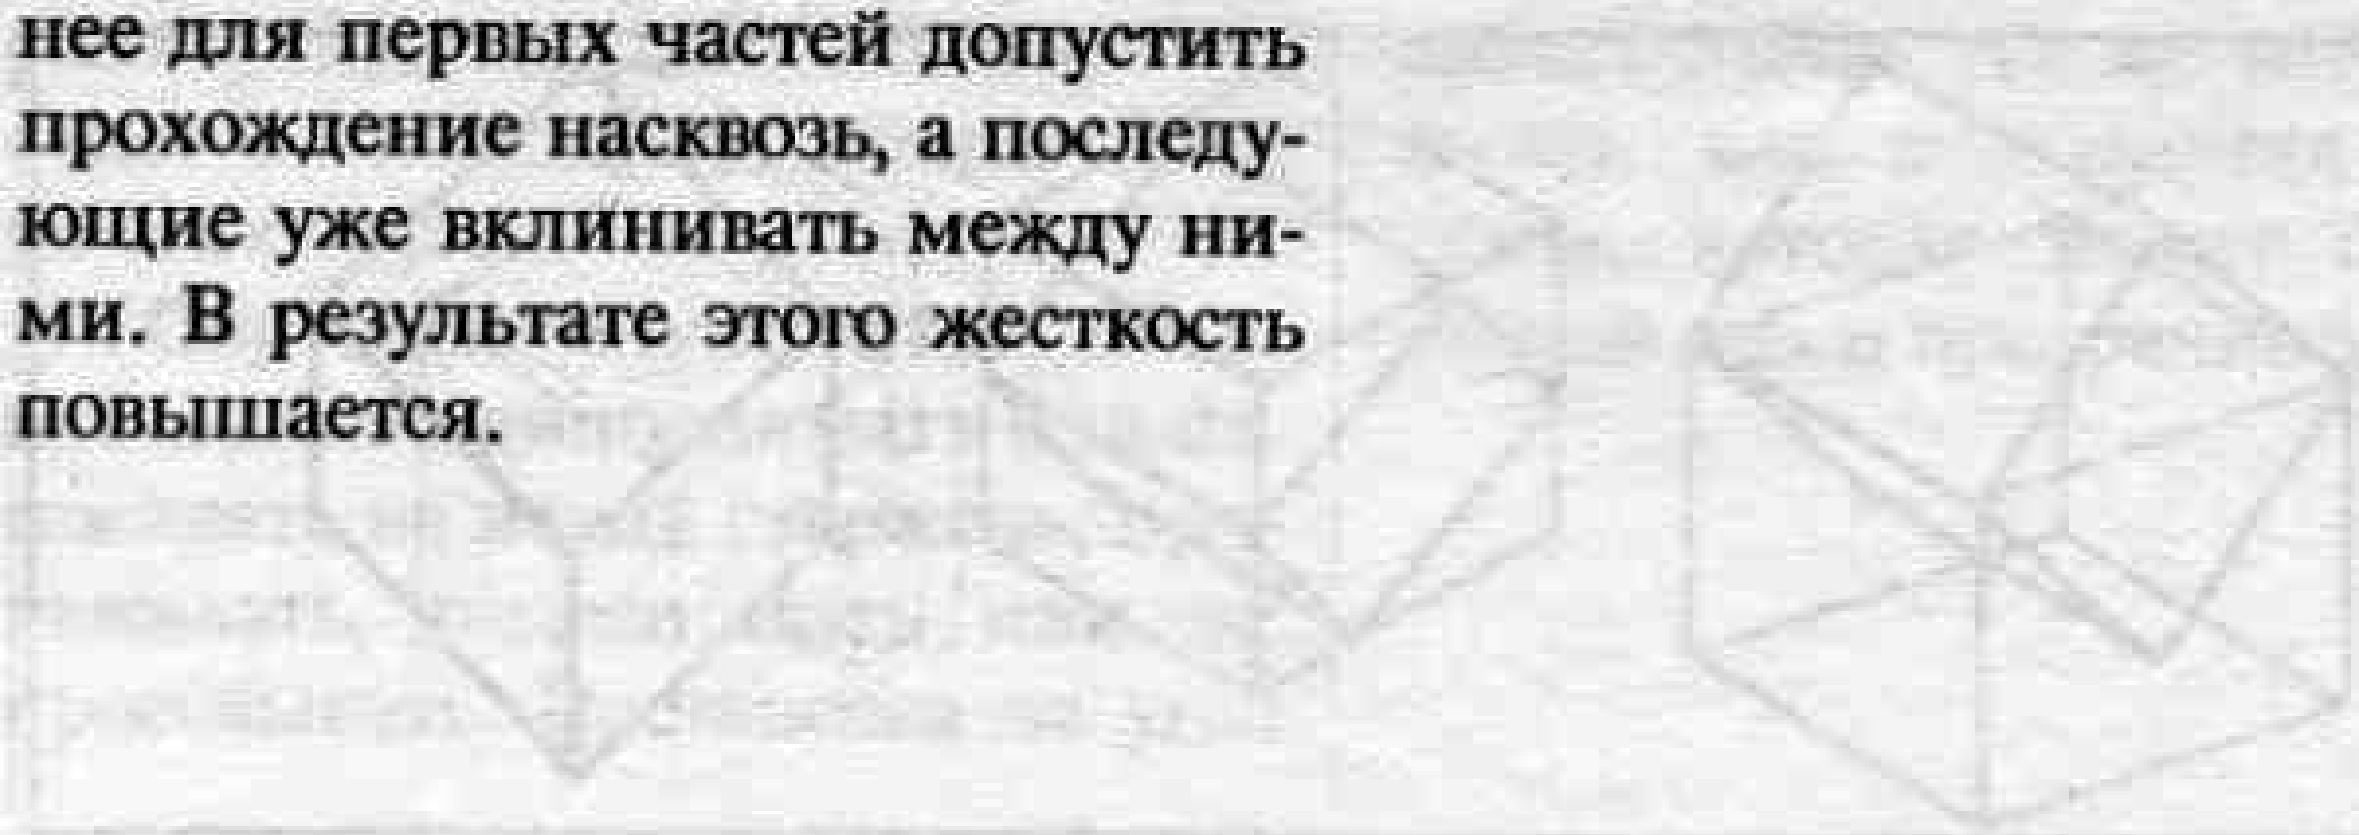 нее для первых частей допустить
прохождение насквозь, а последу-
ющие уже вклинивать между ни-
ми. В результате этого жесткость
повышается.